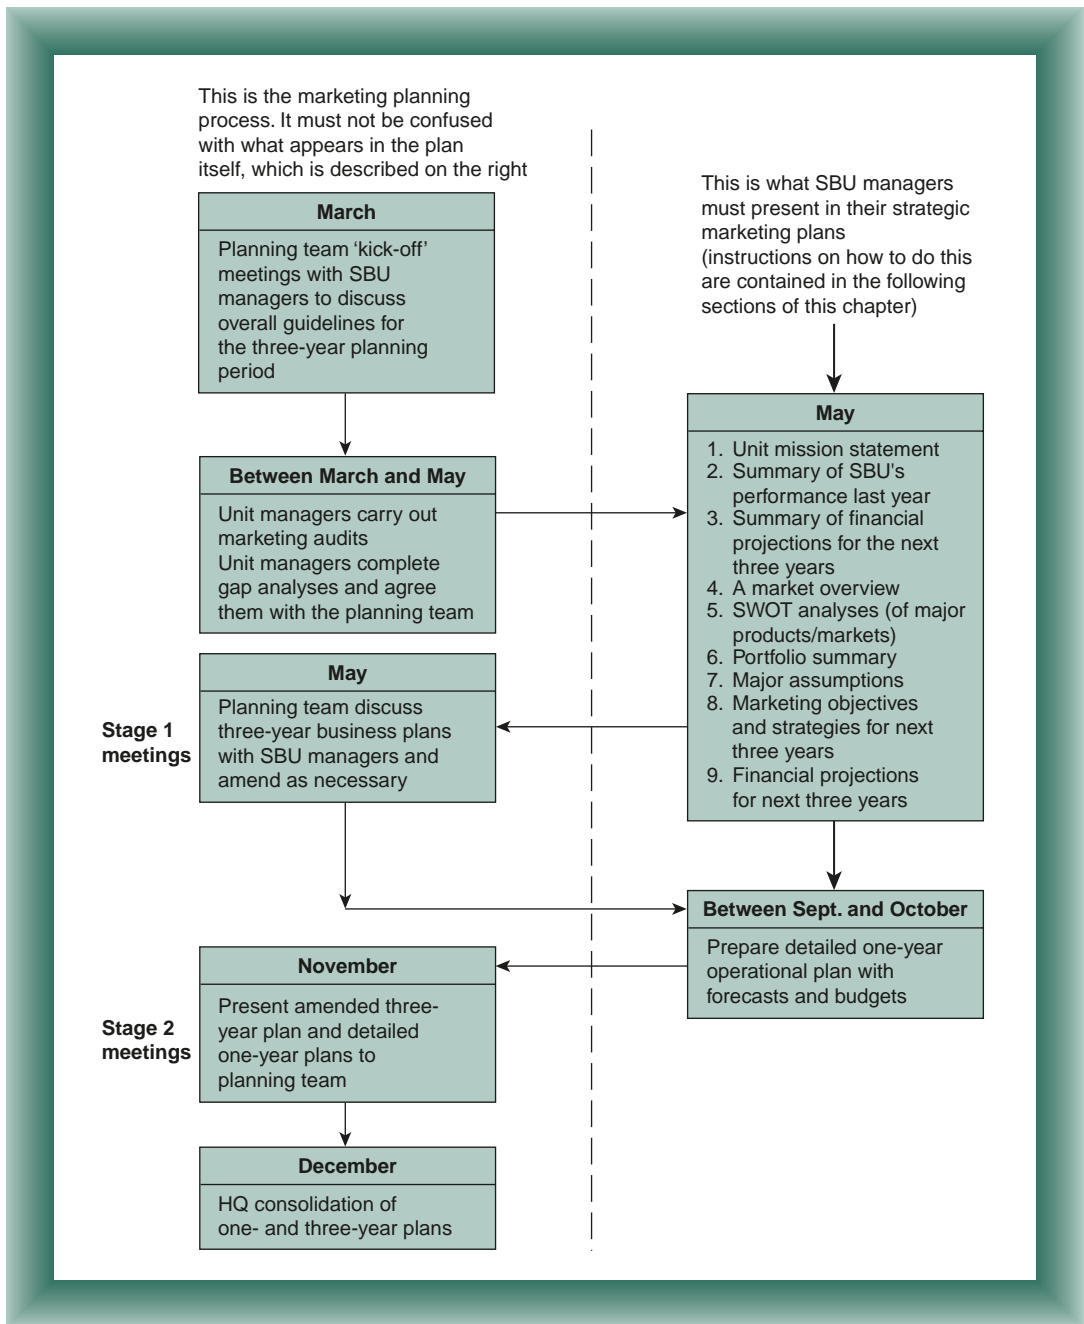 This is the marketing planning
process. It must not be confused
with what appears in the plan
itself, which is described on the right
March
Planning team ‘kick-off’
meetings with SBU
managers to discuss
overall guidelines for
the three-year planning
period
Between March and May
Unit managers carry out
marketing audits
Unit managers complete
gap analyses and agree
them with the planning team
Stage 1
meetings
May
Planning team discuss
three-year business plans
with SBU managers and
amend as necessary
Stage 2
meetings
November
Present amended three-
year plan and detailed
one-year plans to
planning team
December
HQ consolidation of
one- and three-year plans
This is what SBU managers
must present in their strategic
marketing plans
(instructions on how to do this
are contained in the following
sections of this chapter)
May
1. Unit mission statement
2. Summary of SBU's
performance last year
3. Summary of financial
projections for the next
three years
4. A market overview
5. SWOT analyses (of major
products/markets)
6. Portfolio summary
7. Major assumptions
8. Marketing objectives
and strategies for next
three years
9. Financial projections
for next three years
Between Sept. and October
Prepare detailed one-year
operational plan with
forecasts and budgets